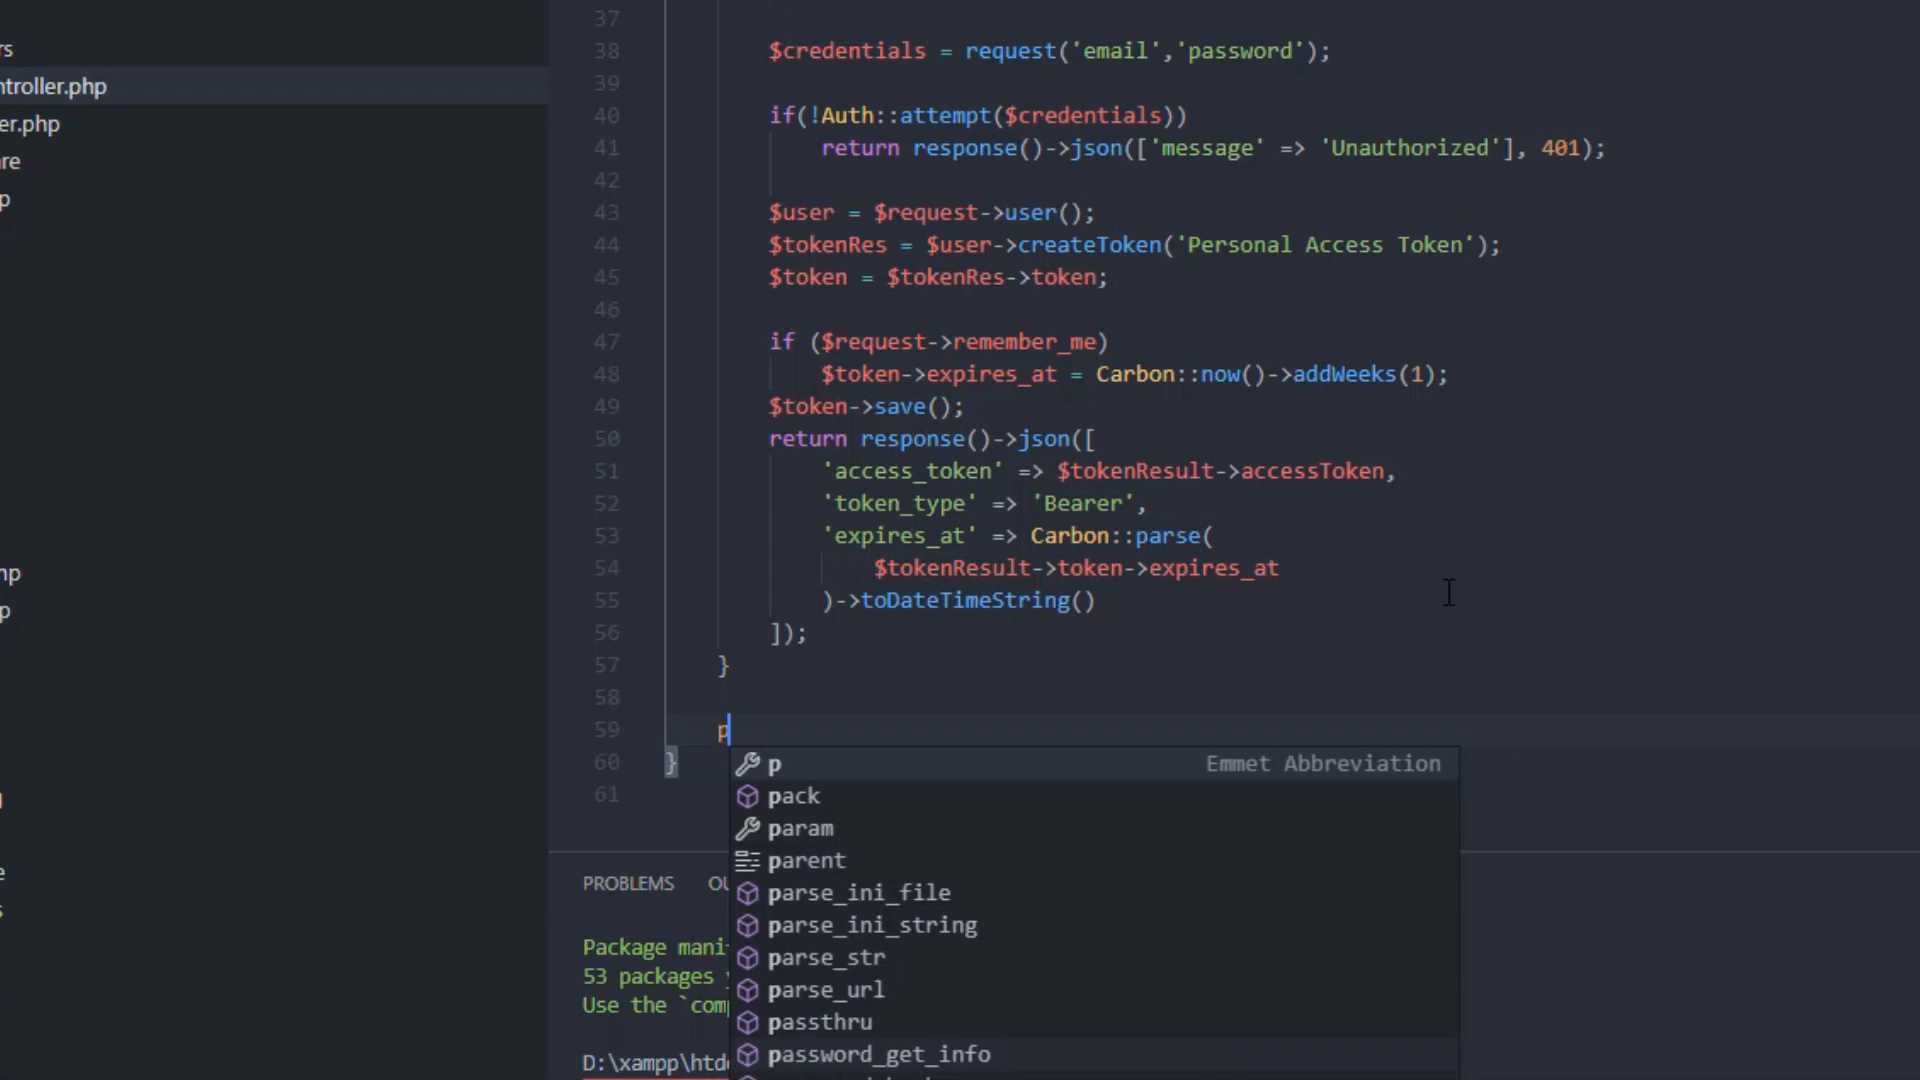 rs
ntroller.php
er.php
are
p
np
p
e
s
37
38 $credentials = request('email','password');
39
40 if(!Auth::attempt($credentials))
41 return response()->json(['message' => 'Unauthorized'], 401);
42
43 $user = $request->user();
44 $tokenRes = $user->createToken('Personal Access Token');
45 $token = $tokenRes->token;
46
47 if ($request->remember_me)
48 $token->expires_at = Carbon::now()->addWeeks(1);
49 $token->save();
50 return response()->json([
51 'access_token' => $tokenResult->accessToken,
52 'token_type' => 'Bearer',
53 'expires_at' => Carbon::parse(
54 $tokenResult->token->expires_at
55 )->toDateTimeString()
56 ]);
57 }
58
59 p
60 }
61
p Emmet Abbreviation
pack
param
parent
parse_ini_file
parse_ini_string
parse_str
parse_url
passthru
password_get_info
PROBLEMS OU
Package mani
53 packages
Use the `com
D:\xampp\htd